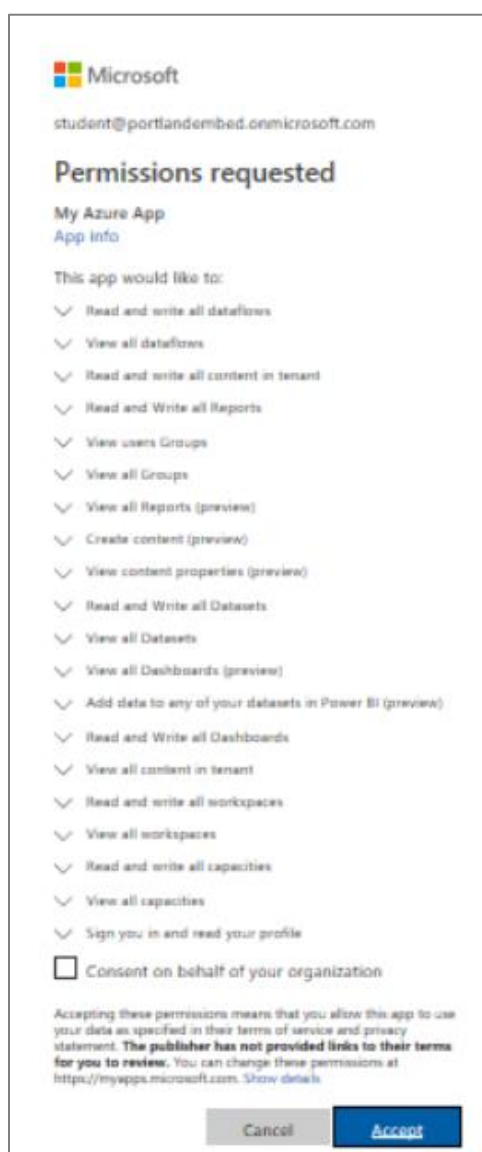 Microsoft
student@portlandembed.onmicrosoft.com
Permissions requested
My Azure App
App info
This app would like to:
Read and write all dataflows
View all dataflows
Read and write all content in tenant
Read and Write all Reports
View users Groups
View all Groups
View all Reports (preview)
Create content (preview)
View content properties (preview)
Read and Write all Datasets
View all Datasets
View all Dashboards (preview)
Add data to any of your datasets in Power BI (preview)
Read and Write all Dashboards
View all content in tenant
Read and write all workspaces
View all workspaces
Read and write all capacities
View all capacities
Sign you in and read your profile
Consent on behalf of your organization
Accepting these permissions means that you allow this app to use
your data as specified in their terms of service and privacy
statement. The publisher has not provided links to their terms
for you to review. You can change these permissions at
https://myapps.microsoft.com. Show details
Cancel Accept